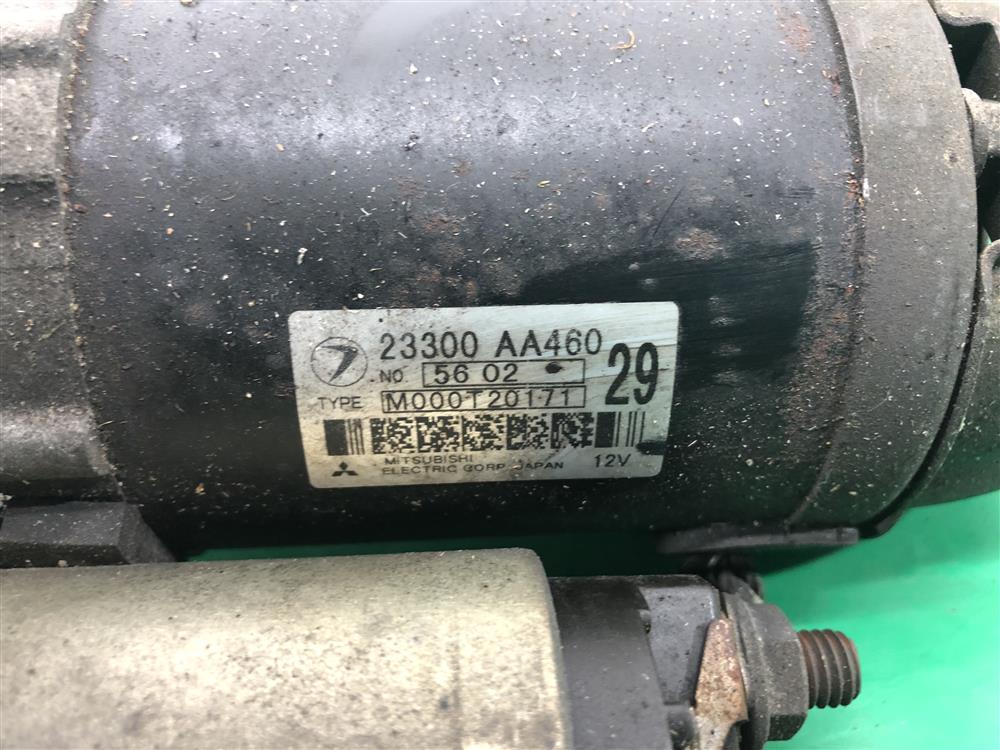 23300 AA460
NO 56 02
29
TYPE M000T20171
MITSUBISHI
ELECTRIC CORP. JAPAN 12V